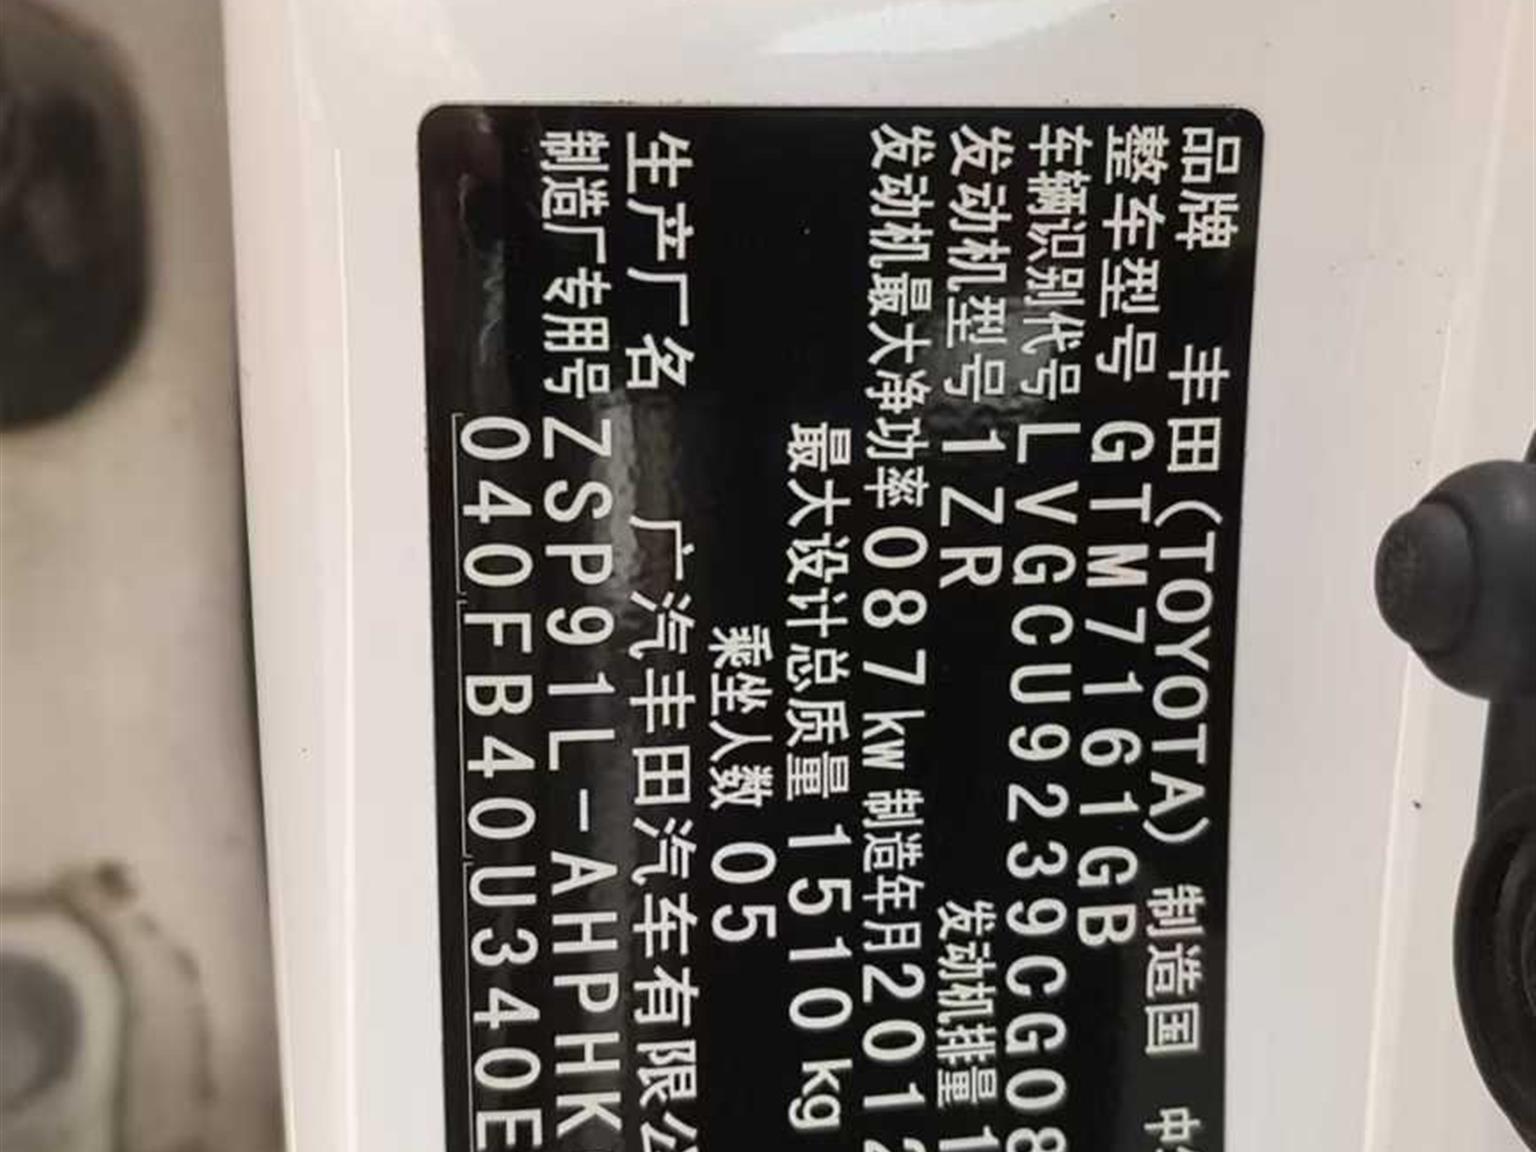 品牌 丰田(TOYOTA) 制造国 中
整车型号 GTM7161GB
车辆识别代号 LVGCU9239CG08
发动机型号 1ZR 发动机排量 1
发动机最大净功率 087kW 制造年月 2012
最大设计总质量 1510kg
乘坐人数 05
生产厂名 广汽丰田汽车有限公
制造厂专用号 ZSP91L-AHPHK
040FB40U340E